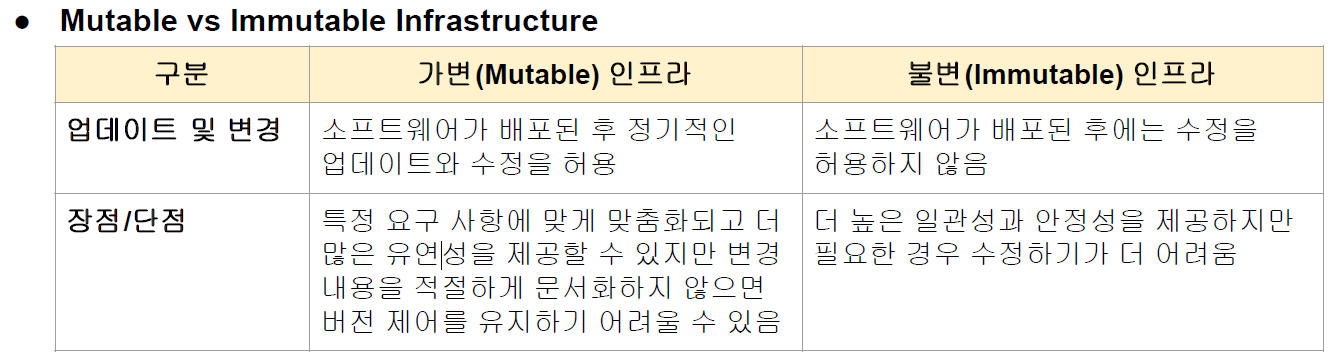 ● Mutable vs Immutable Infrastructure
구분 가변(Mutable) 인프라 불변(Immutable) 인프라
업데이트 및 변경
소프트웨어가 배포된 후 정기적인
업데이트와 수정을 허용
소프트웨어가 배포된 후에는 수정을
허용하지 않음
장점/단점
특정 요구 사항에 맞게 맞춤화되고 더
많은 유연성을 제공할 수 있지만 변경
내용을 적절하게 문서화하지 않으면
버전 제어를 유지하기 어려울 수 있음
더 높은 일관성과 안정성을 제공하지만
필요한 경우 수정하기가 더 어려움